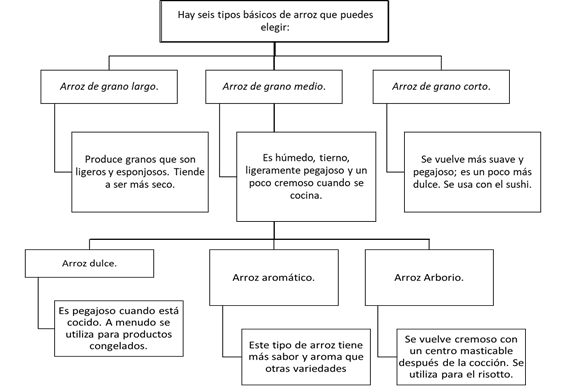 Hay seis tipos básicos de arroz que puedes
elegir:
Arroz de grano largo.
Arroz de grano medio.
Arroz de grano corto.
Produce granos que son
ligeros y esponjosos. Tiende
a ser más seco.
Es húmedo, tierno,
ligeramente pegajoso y un
poco cremoso cuando se
cocina.
Se vuelve más suave y
pegajoso; es un poco más
dulce. Se usa con el sushi.
Arroz dulce.
Arroz aromático.
Arroz Arborio.
Es pegajoso cuando está
cocido. A menudo se
utiliza para productos
congelados.
Este tipo de arroz tiene
más sabor y aroma que
otras variedades
Se vuelve cremoso con
un centro masticable
después de la cocción. Se
utiliza para el risotto.